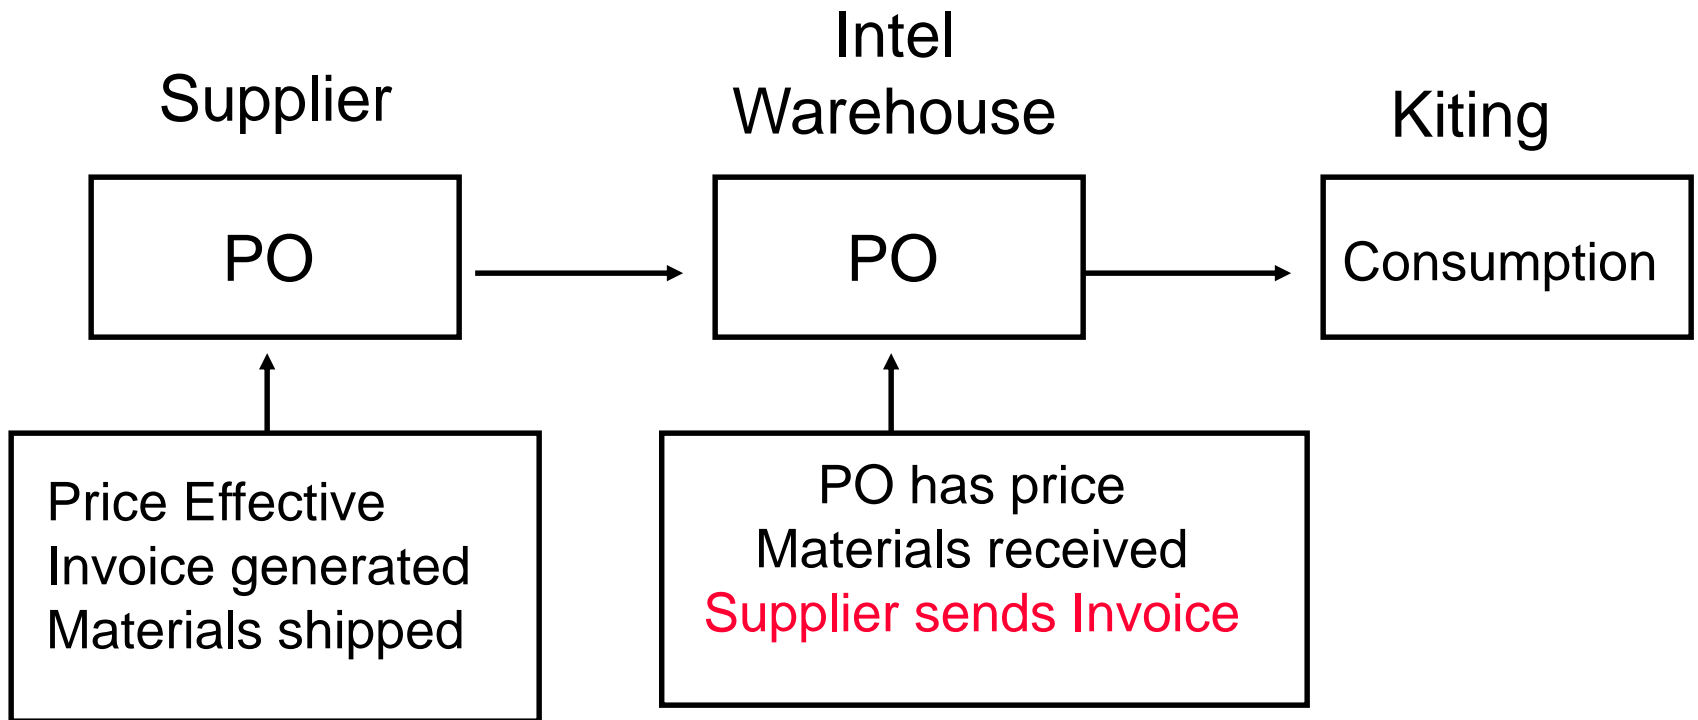 Supplier
Intel
Warehouse
Kiting
PO
PO
Consumption
Price Effective
Invoice generated
Materials shipped
PO has price
Materials received
Supplier sends Invoice